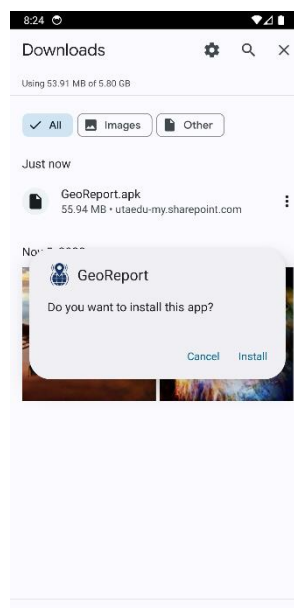 8:24
Downloads
Using 53.91 MB of 5.80 GB
All
Images
Other
Just now
GeoReport.apk
55.94 MB • utaedu-my.sharepoint.com
GeoReport
Do you want to install this app?
Cancel
Install